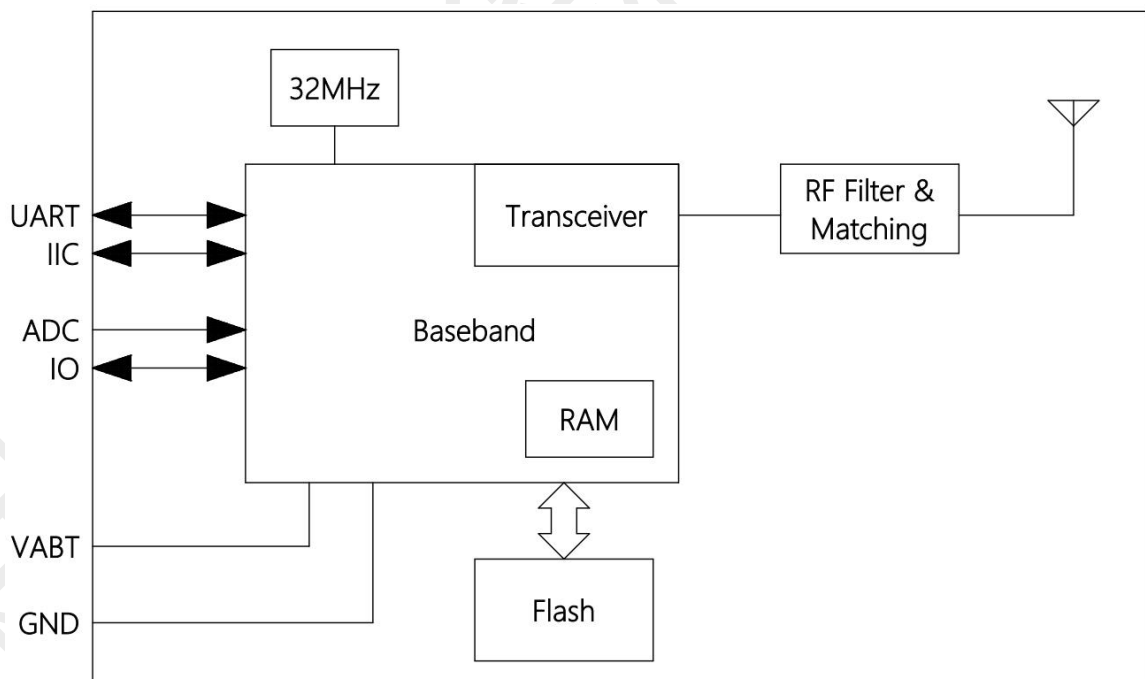 32MHz
Transceiver
RF Filter &
Matching
UART
IIC
ADC
IO
Baseband
RAM
VABT
GND
Flash